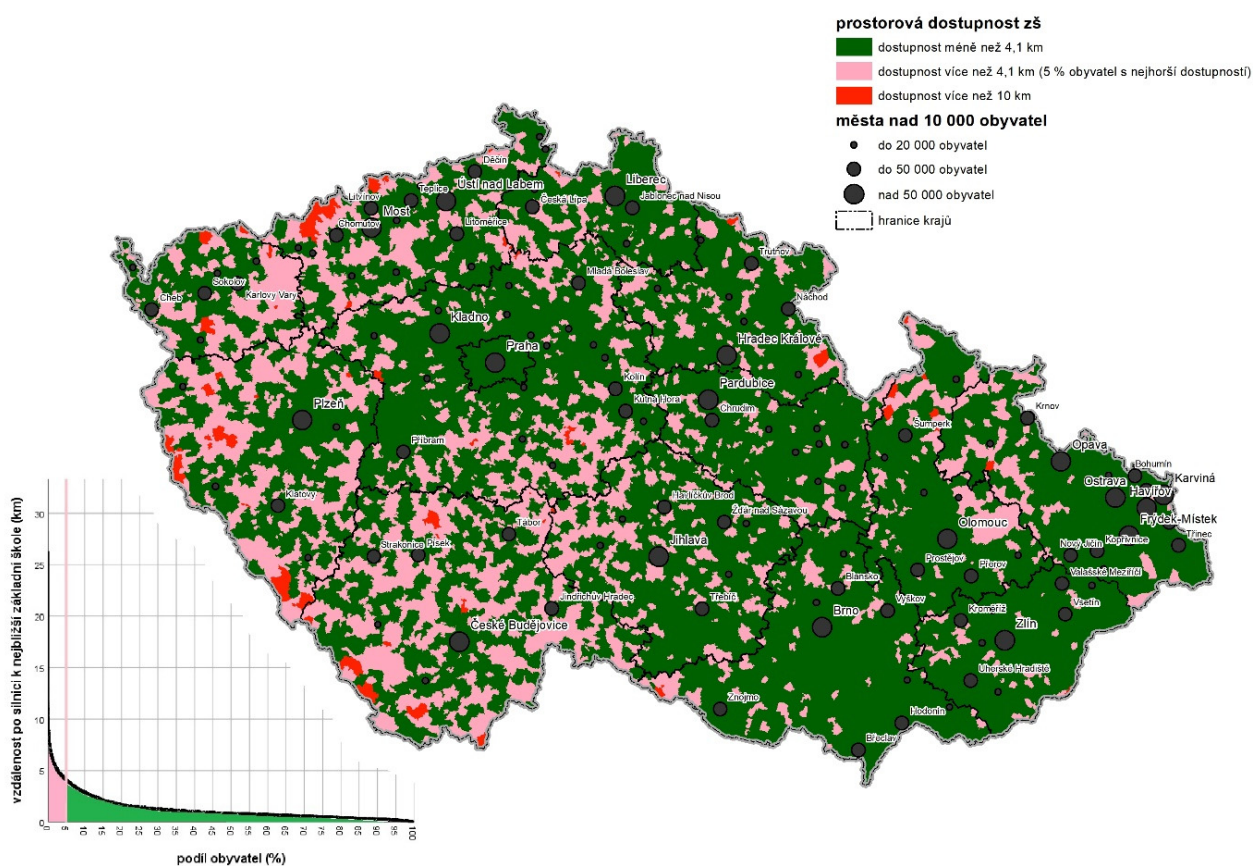 prostorová dostupnost zš
dostupnost méně než 4,1 km
dostupnost více než 4,1 km (5 % obyvatel s nejhorší dostupností)
dostupnost více než 10 km
města nad 10 000 obyvatel
do 20 000 obyvatel
do 50 000 obyvatel
nad 50 000 obyvatel
hranice krajů
Děčín
Teplice
Ústí nad Labem
Liberec
Litvínov
Most
Česká Lípa
Jablonec nad Nisou
Chomutov
Litoměřice
Trutnov
Mladá Boleslav
Sokolov
Karlovy Vary
Cheb
Náchod
Kladno
Praha
Hradec Králové
Kolín
Pardubice
Kutná Hora
Chrudim
Plzeň
Krnov
Šumperk
Příbram
Opava
Bohumín
Karviná
Ostrava
Havířov
Klatovy
Havlíčkův Brod
Žďár nad Sázavou
Frýdek-Místek
Tábor
Olomouc
Třinec
Strakonice
Písek
Jihlava
Nový Jičín
Kopřivnice
Prostějov
Přerov
Valašské Meziříčí
Blansko
Jindřichův Hradec
Třebíč
Vyškov
Kroměříž
Vsetín
České Budějovice
Brno
Zlín
Uherské Hradiště
Znojmo
Hodonín
Břeclav
vzdálenost po silnici k nejbližší základní škole (km)
30
25
20
15
10
5
0
0 5 10 15 20 25 30 35 40 45 50 55 60 65 70 75 80 85 90 95 100
podíl obyvatel (%)